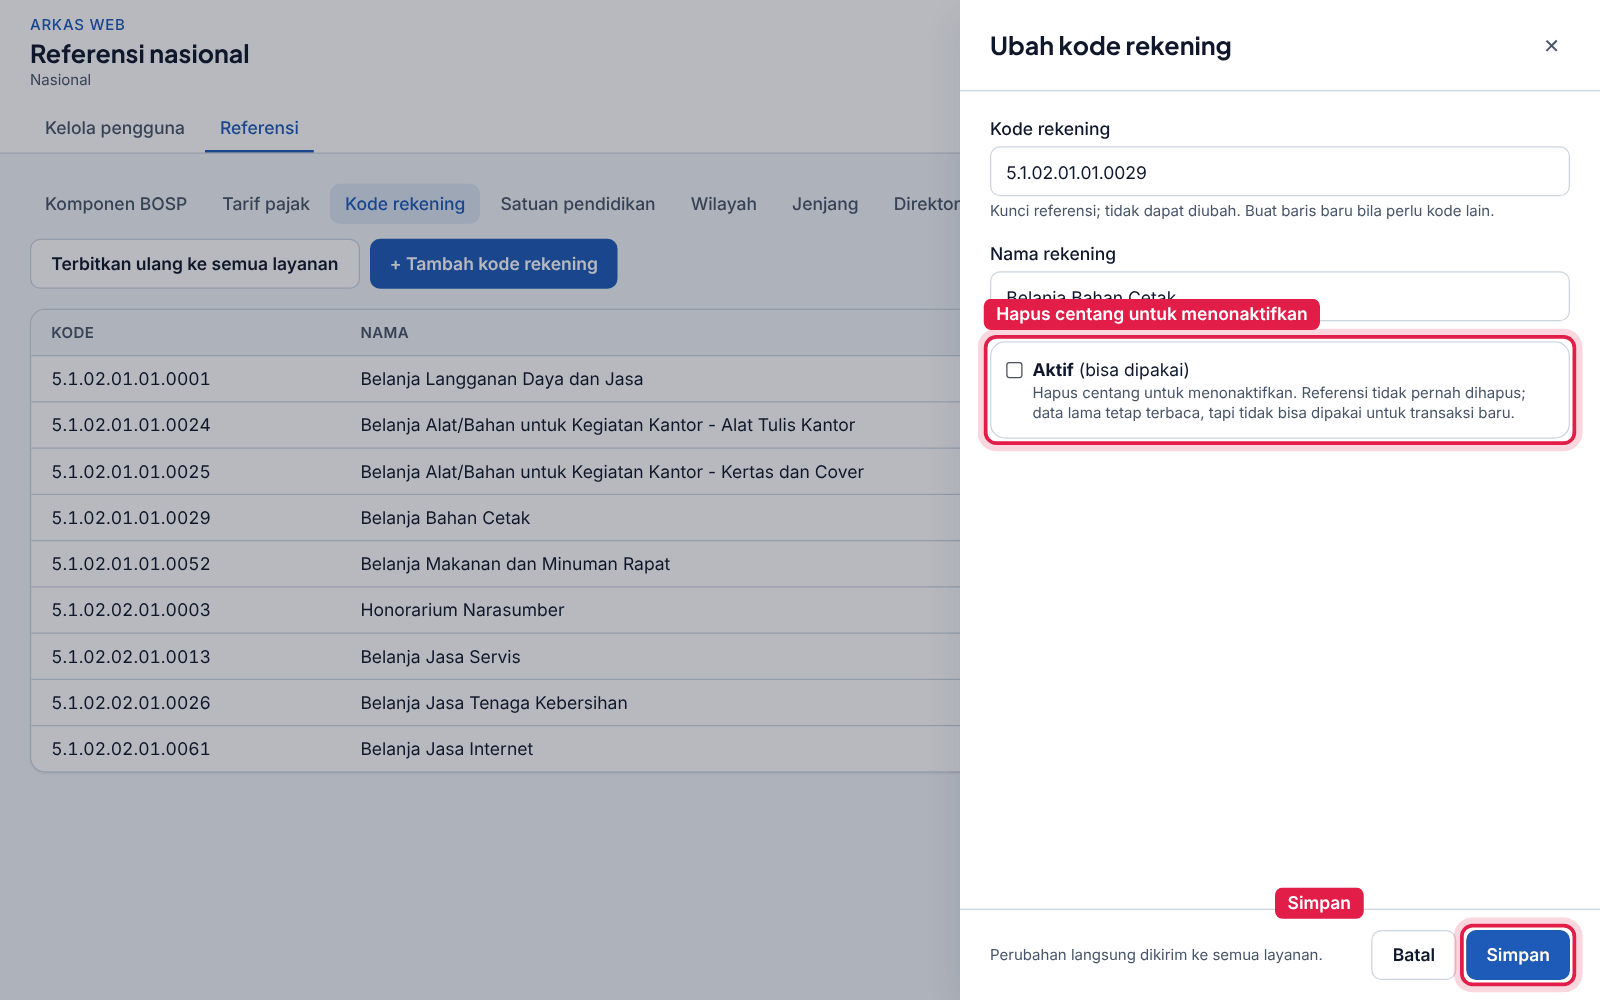 ARKAS WEB
Referensi nasional
Nasional
Kelola pengguna
Referensi
Komponen BOSP
Tarif pajak
Kode rekening
Satuan pendidikan
Wilayah
Jenjang
Direktor
Terbitkan ulang ke semua layanan
+ Tambah kode rekening
KODE NAMA
5.1.02.01.01.0001 Belanja Langganan Daya dan Jasa
5.1.02.01.01.0024 Belanja Alat/Bahan untuk Kegiatan Kantor - Alat Tulis Kantor
5.1.02.01.01.0025 Belanja Alat/Bahan untuk Kegiatan Kantor - Kertas dan Cover
5.1.02.01.01.0029 Belanja Bahan Cetak
5.1.02.01.01.0052 Belanja Makanan dan Minuman Rapat
5.1.02.02.01.0003 Honorarium Narasumber
5.1.02.02.01.0013 Belanja Jasa Servis
5.1.02.02.01.0026 Belanja Jasa Tenaga Kebersihan
5.1.02.02.01.0061 Belanja Jasa Internet
Ubah kode rekening
×
Kode rekening
5.1.02.01.01.0029
Kunci referensi; tidak dapat diubah. Buat baris baru bila perlu kode lain.
Nama rekening
Belanja Bahan Cetak
Hapus centang untuk menonaktifkan
Aktif (bisa dipakai)
Hapus centang untuk menonaktifkan. Referensi tidak pernah dihapus;
data lama tetap terbaca, tapi tidak bisa dipakai untuk transaksi baru.
Simpan
Perubahan langsung dikirim ke semua layanan.
Batal
Simpan